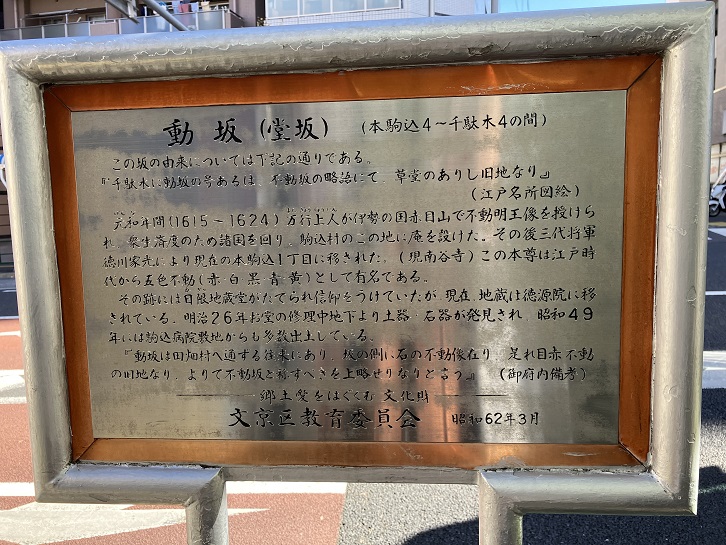 動坂(堂坂) (本駒込4~千駄木4の間)
この坂の由来については下記の通りである。
『千駄木に動坂の号あるは、不動坂の略語にて、草堂のありし旧地なり』
(江戸名所図絵)
元和年間(1615~1624)万行上人が伊勢の国赤目山で不動明王像を授けら
れ、衆生済度のため諸国を回り、駒込村のこの地に庵を設けた。その後三代将軍
徳川家光により現在の本駒込1丁目に移された。(現南谷寺)この本尊は江戸時
代から五色不動(赤・白・黒・青・黄)として有名である。
その跡には日限地蔵堂がたてられ信仰をうけていたが、現在、地蔵は徳源院に移
されている。明治26年お堂の修理中地下より土器・石器が発見され、昭和49
年には駒込病院敷地からも多数出土している。
『動坂は田畑村へ通する往来にあり、坂の側に石の不動像在り、是れ目赤不動
の旧地なり、よりて不動坂と称すべきを上略せりなりと言う』 (御府内備考)
郷土愛をはぐくむ文化財
文京区教育委員会 昭和62年3月